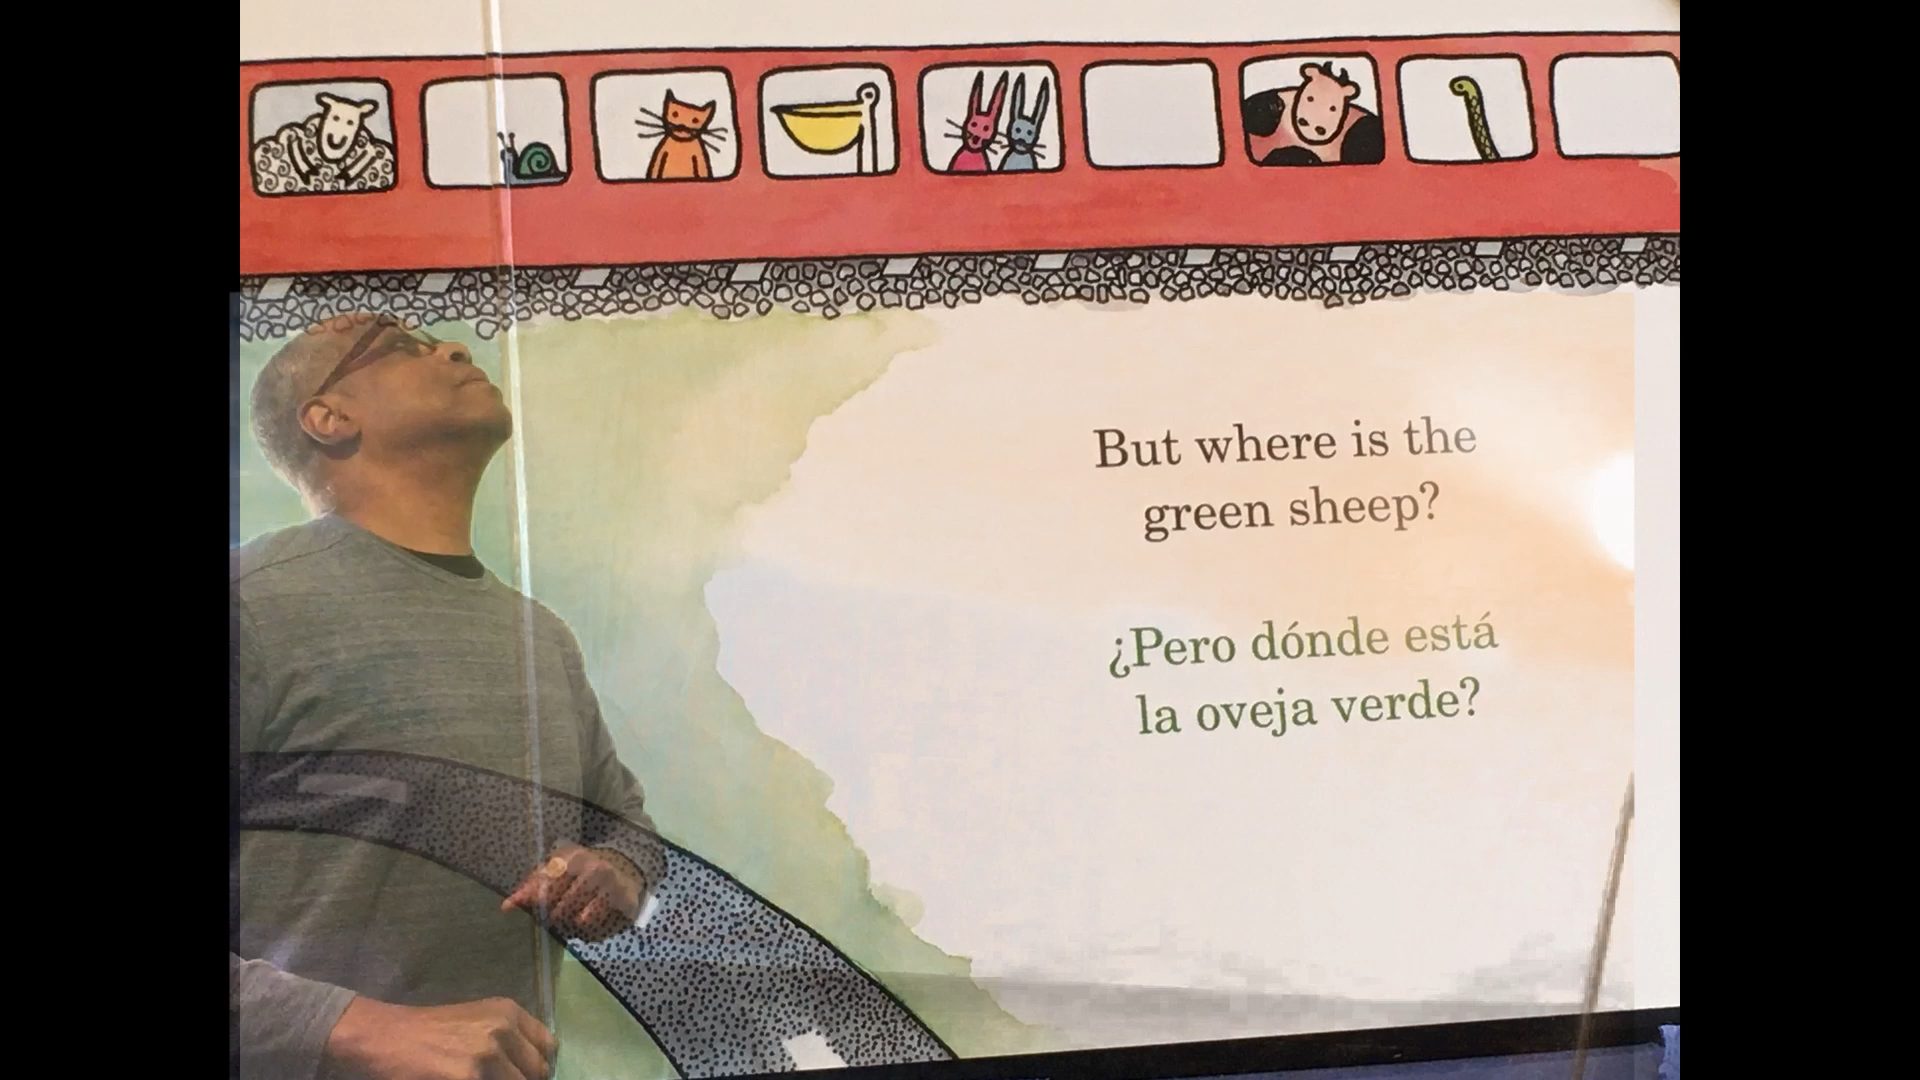 But where is the
green sheep?
¿Pero dónde está
la oveja verde?